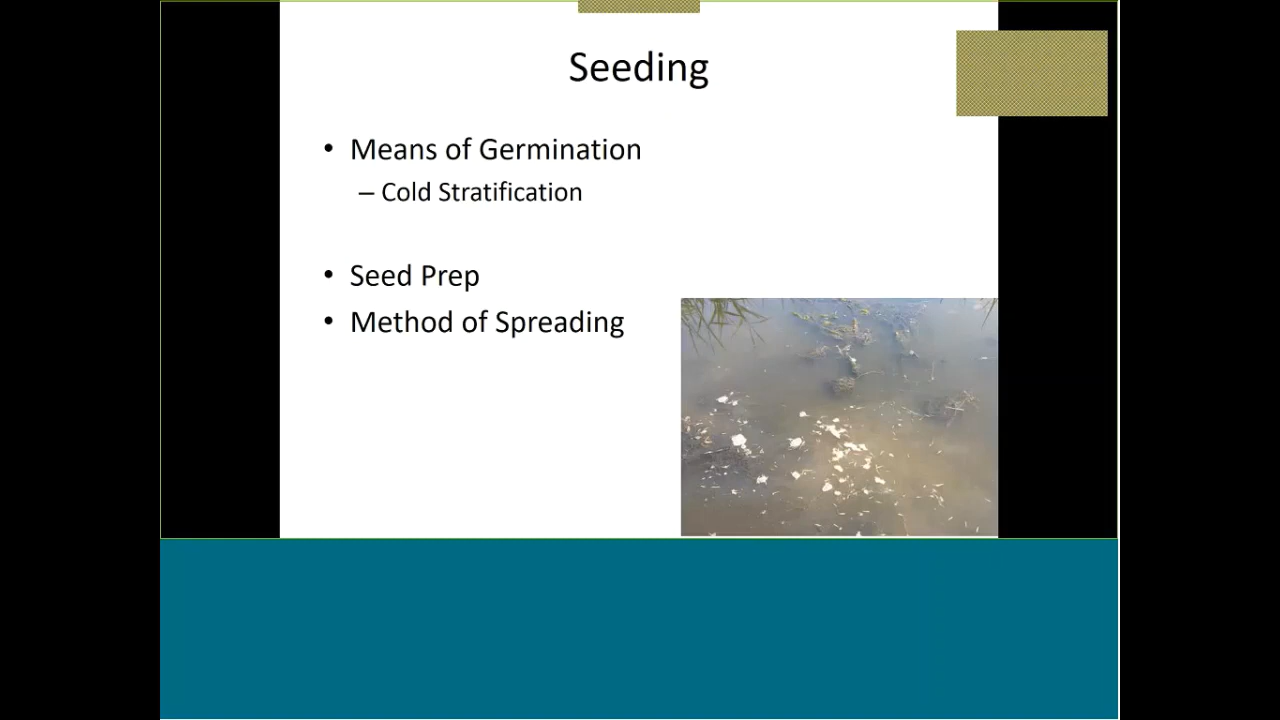 Seeding
• Means of Germination
– Cold Stratification
• Seed Prep
• Method of Spreading